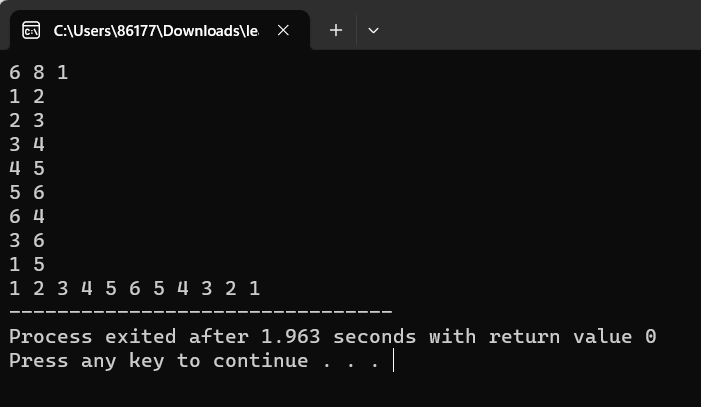 C:\Users\86177\Downloads\le
6 8 1
1 2
2 3
3 4
4 5
5 6
6 4
3 6
1 5
1 2 3 4 5 6 5 4 3 2 1
--------------------------------
Process exited after 1.963 seconds with return value 0
Press any key to continue . . .